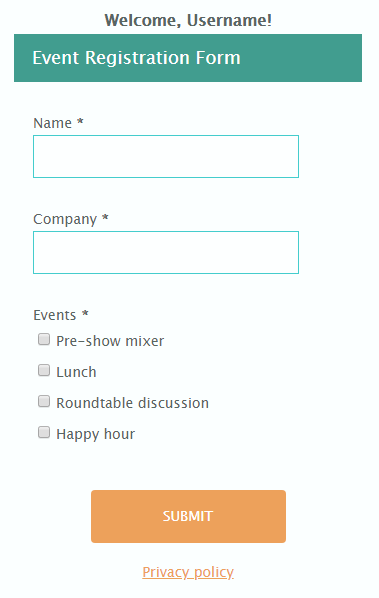 Welcome, Username!
Event Registration Form
Name *
Company *
Events *
Pre-show mixer
Lunch
Roundtable discussion
Happy hour
SUBMIT
Privacy policy